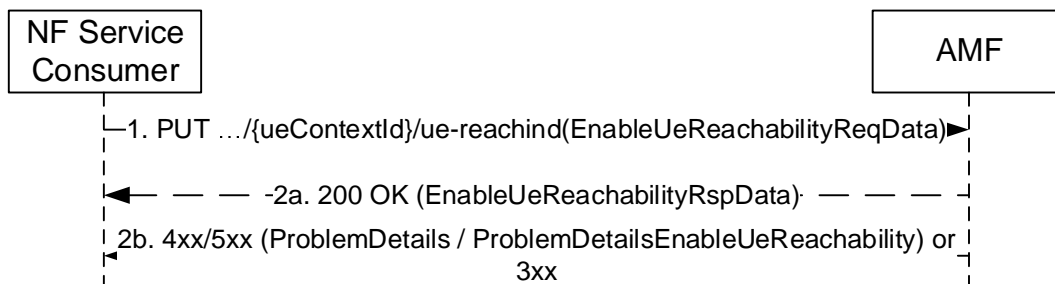 NF Service
Consumer
AMF
1. PUT …/{ueContextId}/ue-reachind(EnableUeReachabilityReqData)
2a. 200 OK (EnableUeReachabilityRspData)
2b. 4xx/5xx (ProblemDetails / ProblemDetailsEnableUeReachability) or
3xx